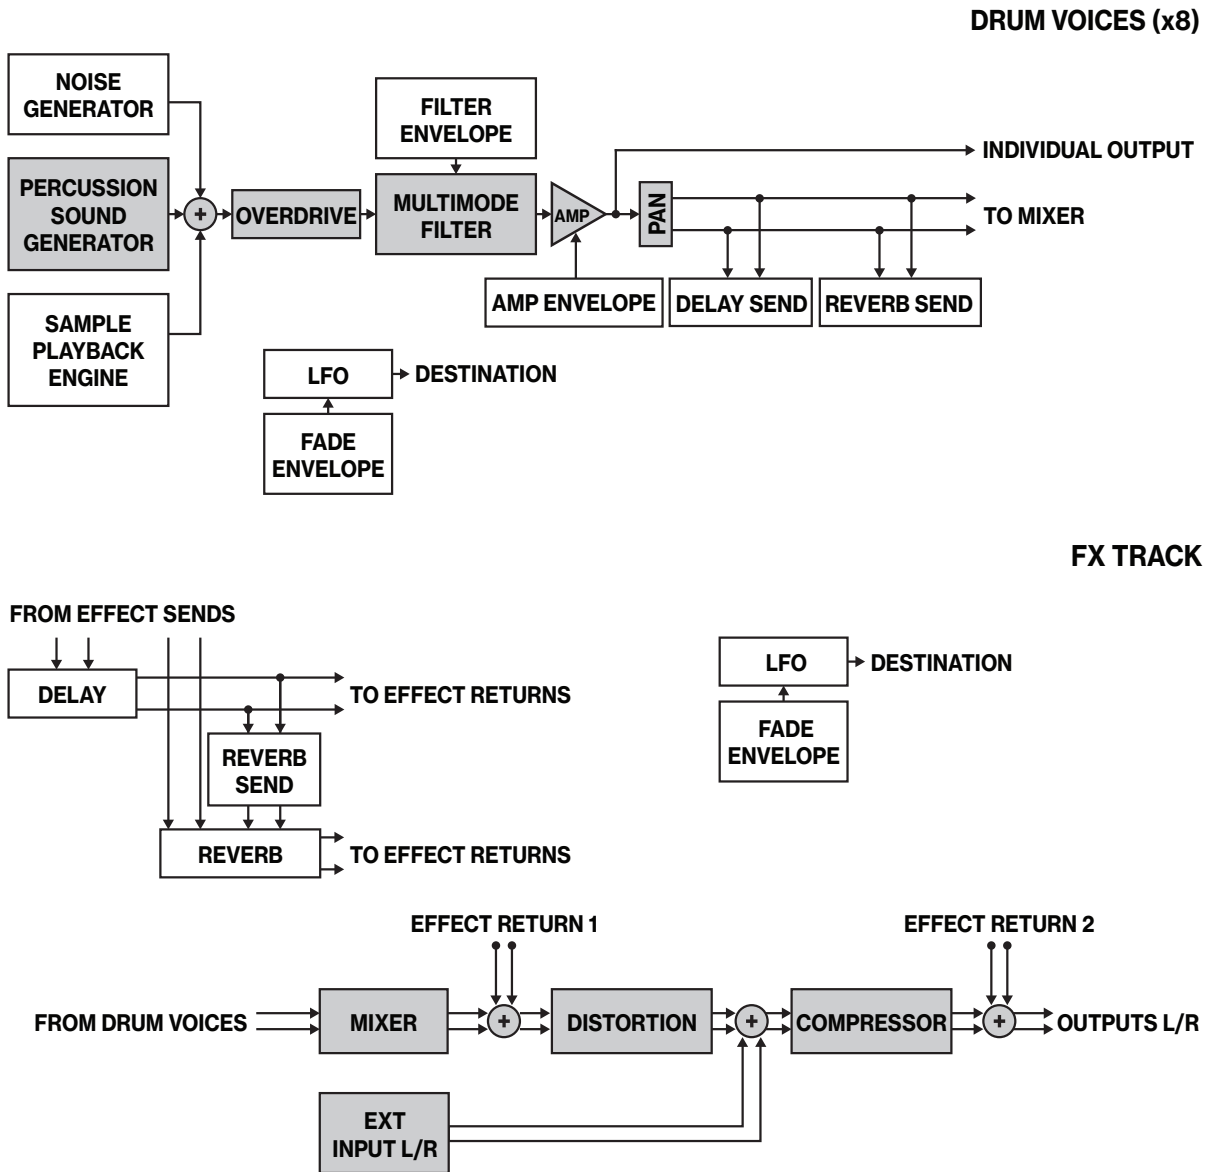 DRUM VOICES (x8)
NOISE
GENERATOR
FILTER
ENVELOPE
INDIVIDUAL OUTPUT
PERCUSSION
SOUND
GENERATOR
+
OVERDRIVE
MULTIMODE
FILTER
AMP
PAN
TO MIXER
AMP ENVELOPE
DELAY SEND
REVERB SEND
SAMPLE
PLAYBACK
ENGINE
LFO
DESTINATION
FADE
ENVELOPE
FX TRACK
FROM EFFECT SENDS
DELAY
TO EFFECT RETURNS
REVERB
SEND
REVERB
TO EFFECT RETURNS
LFO
DESTINATION
FADE
ENVELOPE
EFFECT RETURN 1
EFFECT RETURN 2
FROM DRUM VOICES
MIXER
+
DISTORTION
+
COMPRESSOR
+
OUTPUTS L/R
EXT
INPUT L/R